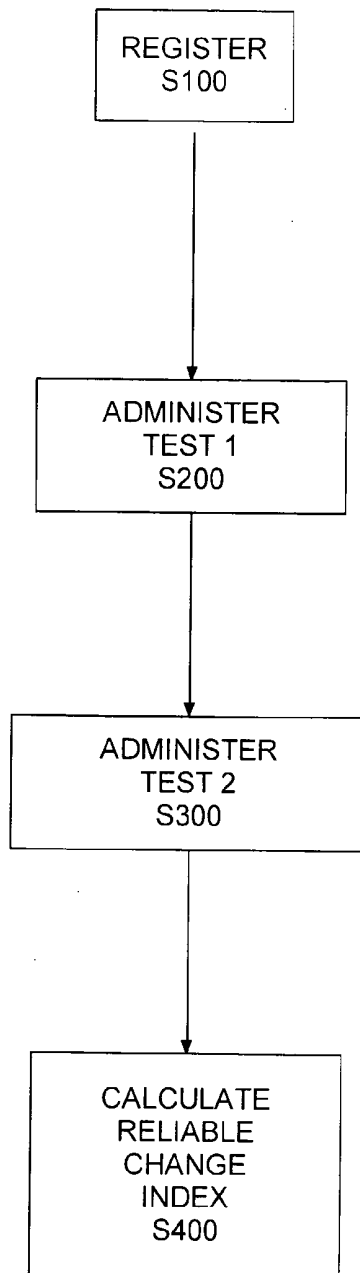 REGISTER
S100
ADMINISTER
TEST 1
S200
ADMINISTER
TEST 2
S300
CALCULATE
RELIABLE
CHANGE
INDEX
S400